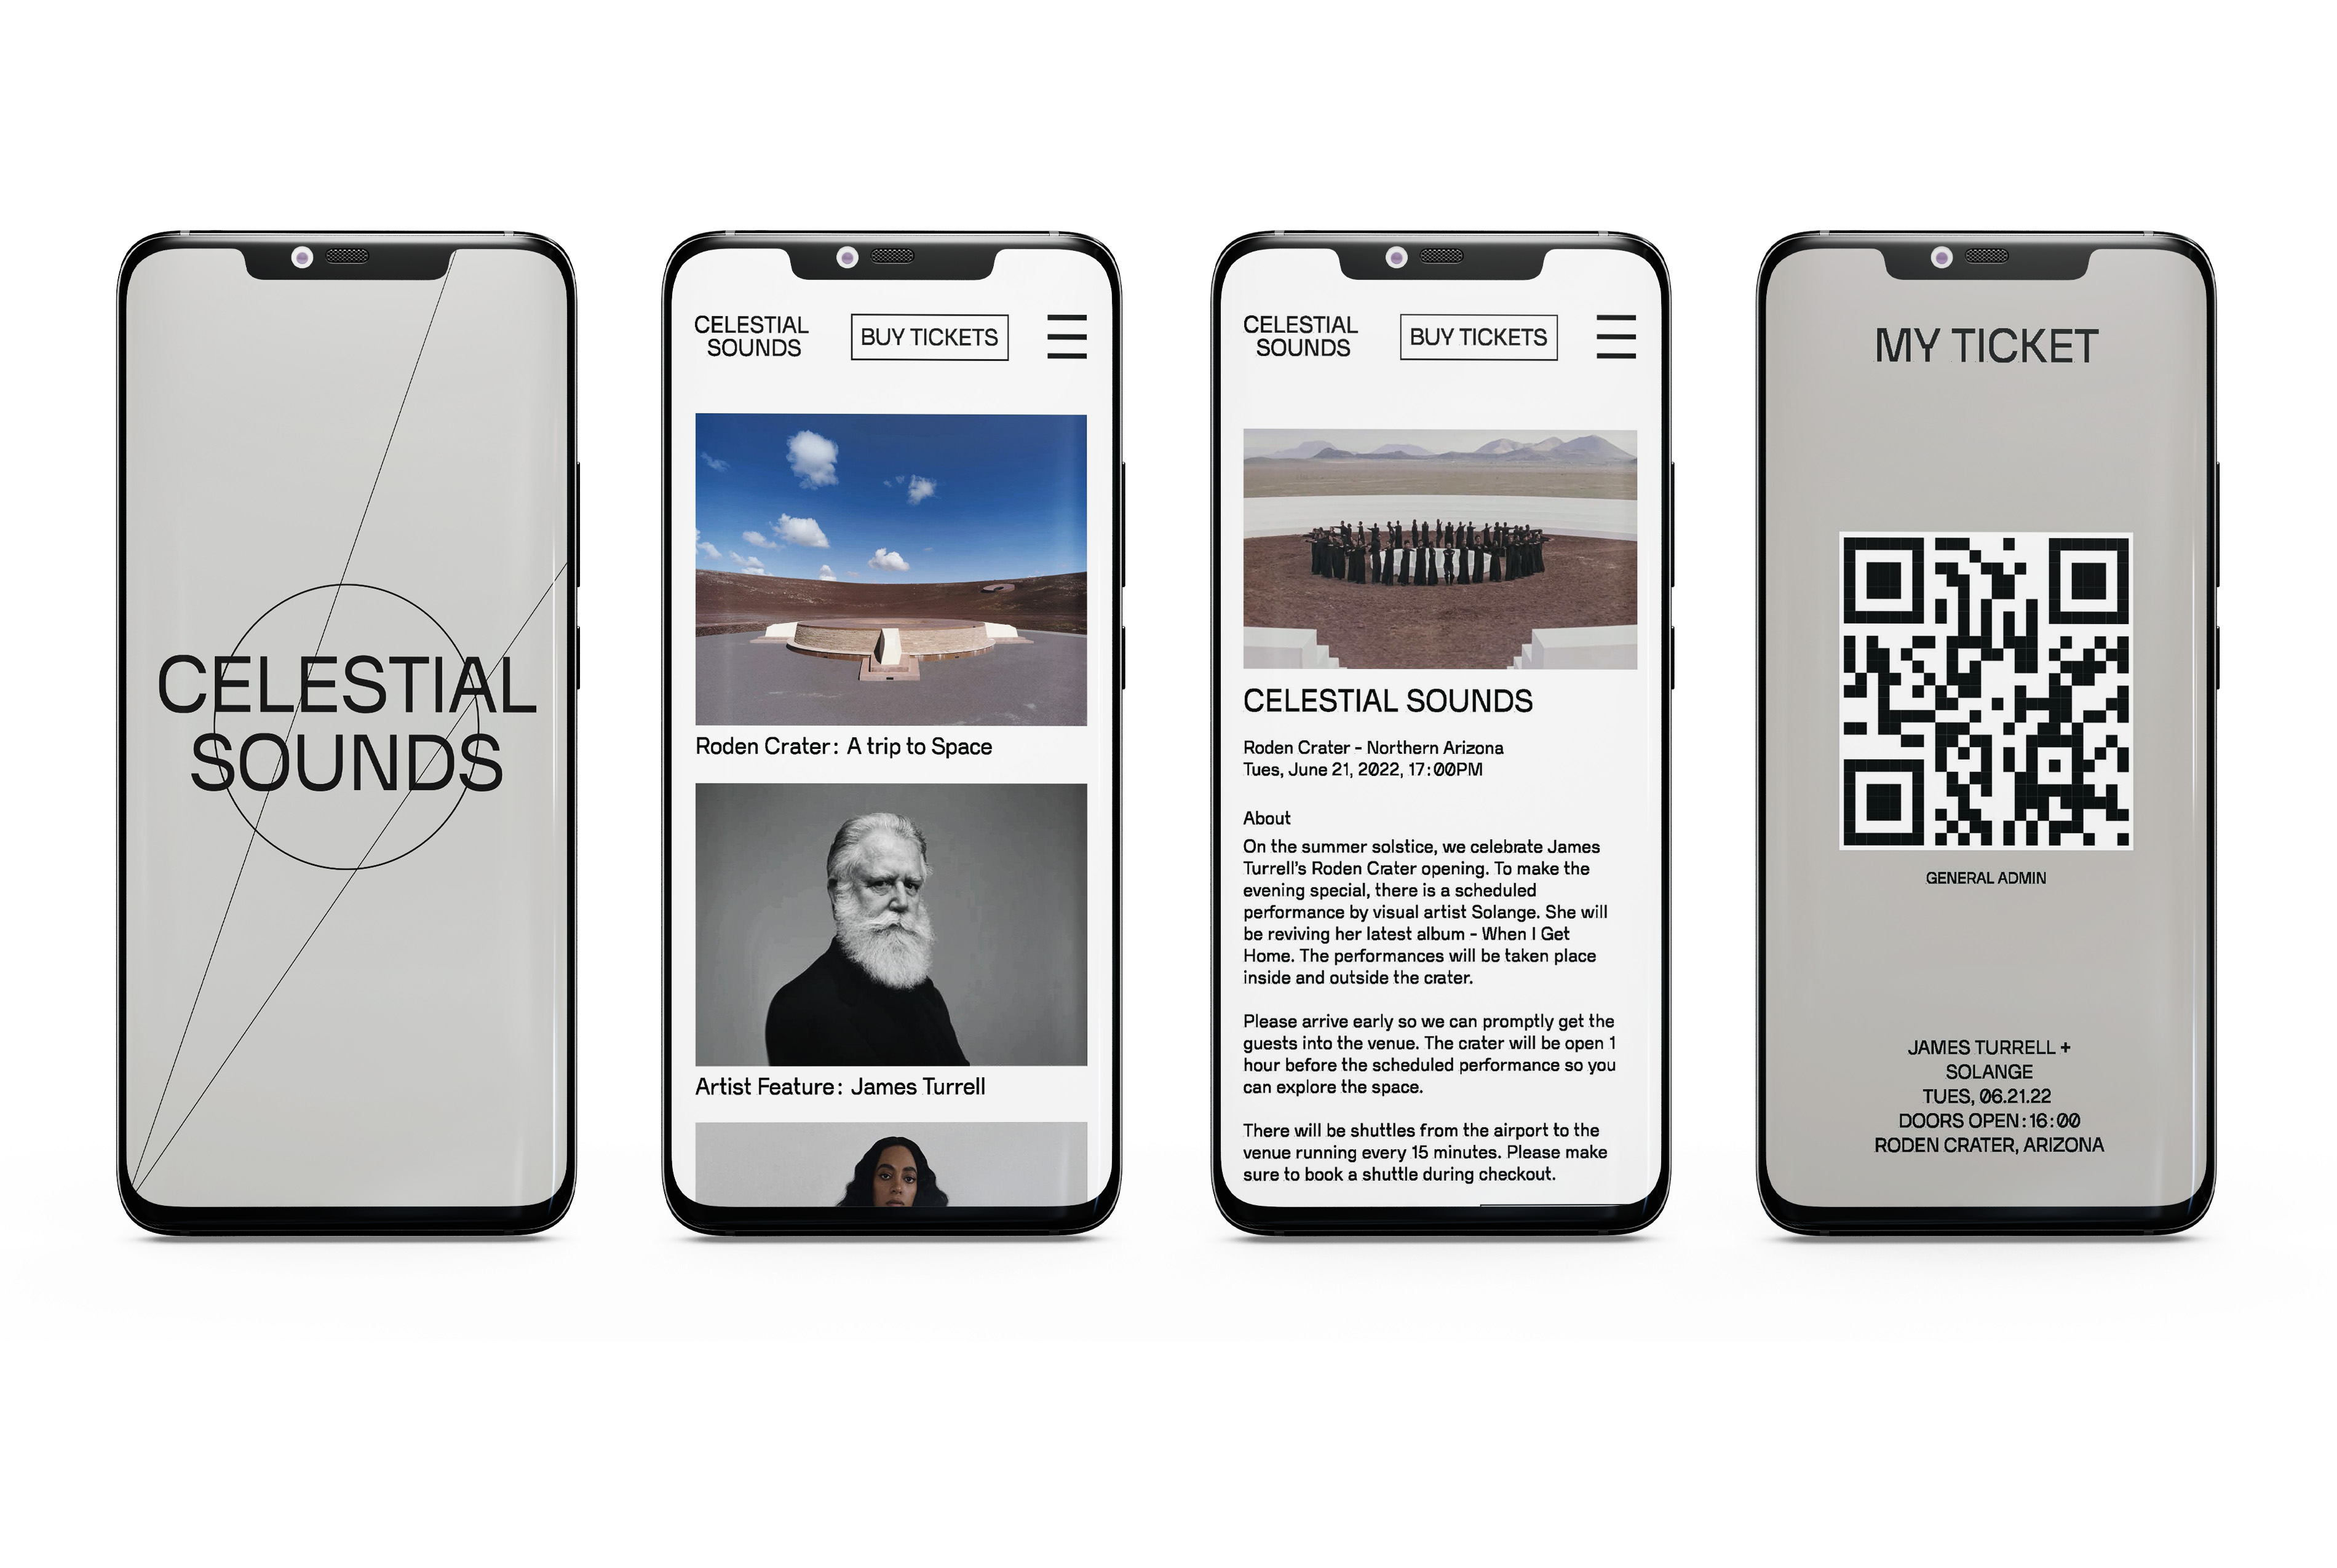 CELESTIAL
SOUNDS
CELESTIAL
SOUNDS
BUY TICKETS
Roden Crater: A trip to Space
Artist Feature: James Turrell
CELESTIAL
SOUNDS
BUY TICKETS
CELESTIAL SOUNDS
Roden Crater - Northern Arizona
Tues, June 21, 2022, 17:00PM
About
On the summer solstice, we celebrate James
Turrell's Roden Crater opening. To make the
evening special, there is a scheduled
performance by visual artist Solange. She will
be reviving her latest album - When I Get
Home. The performances will be taken place
inside and outside the crater.
Please arrive early so we can promptly get the
guests into the venue. The crater will be open 1
hour before the scheduled performance so you
can explore the space.
There will be shuttles from the airport to the
venue running every 15 minutes. Please make
sure to book a shuttle during checkout.
MY TICKET
GENERAL ADMIN
JAMES TURRELL +
SOLANGE
TUES, 06.21.22
DOORS OPEN:16:00
RODEN CRATER, ARIZONA